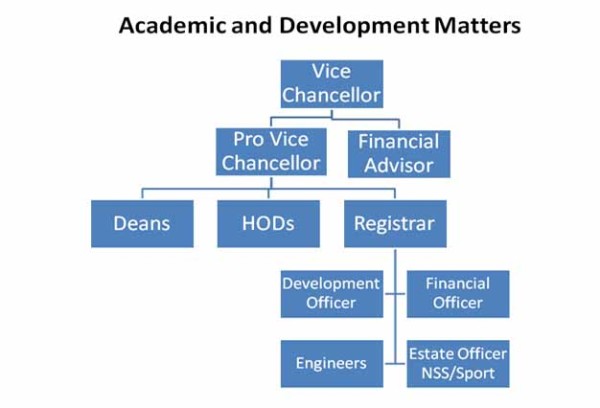 Academic and Development Matters
Vice
Chancellor
Pro Vice
Chancellor
Financial
Advisor
Deans
HODs
Registrar
Development
Officer
Financial
Officer
Engineers
Estate Officer
NSS/Sport